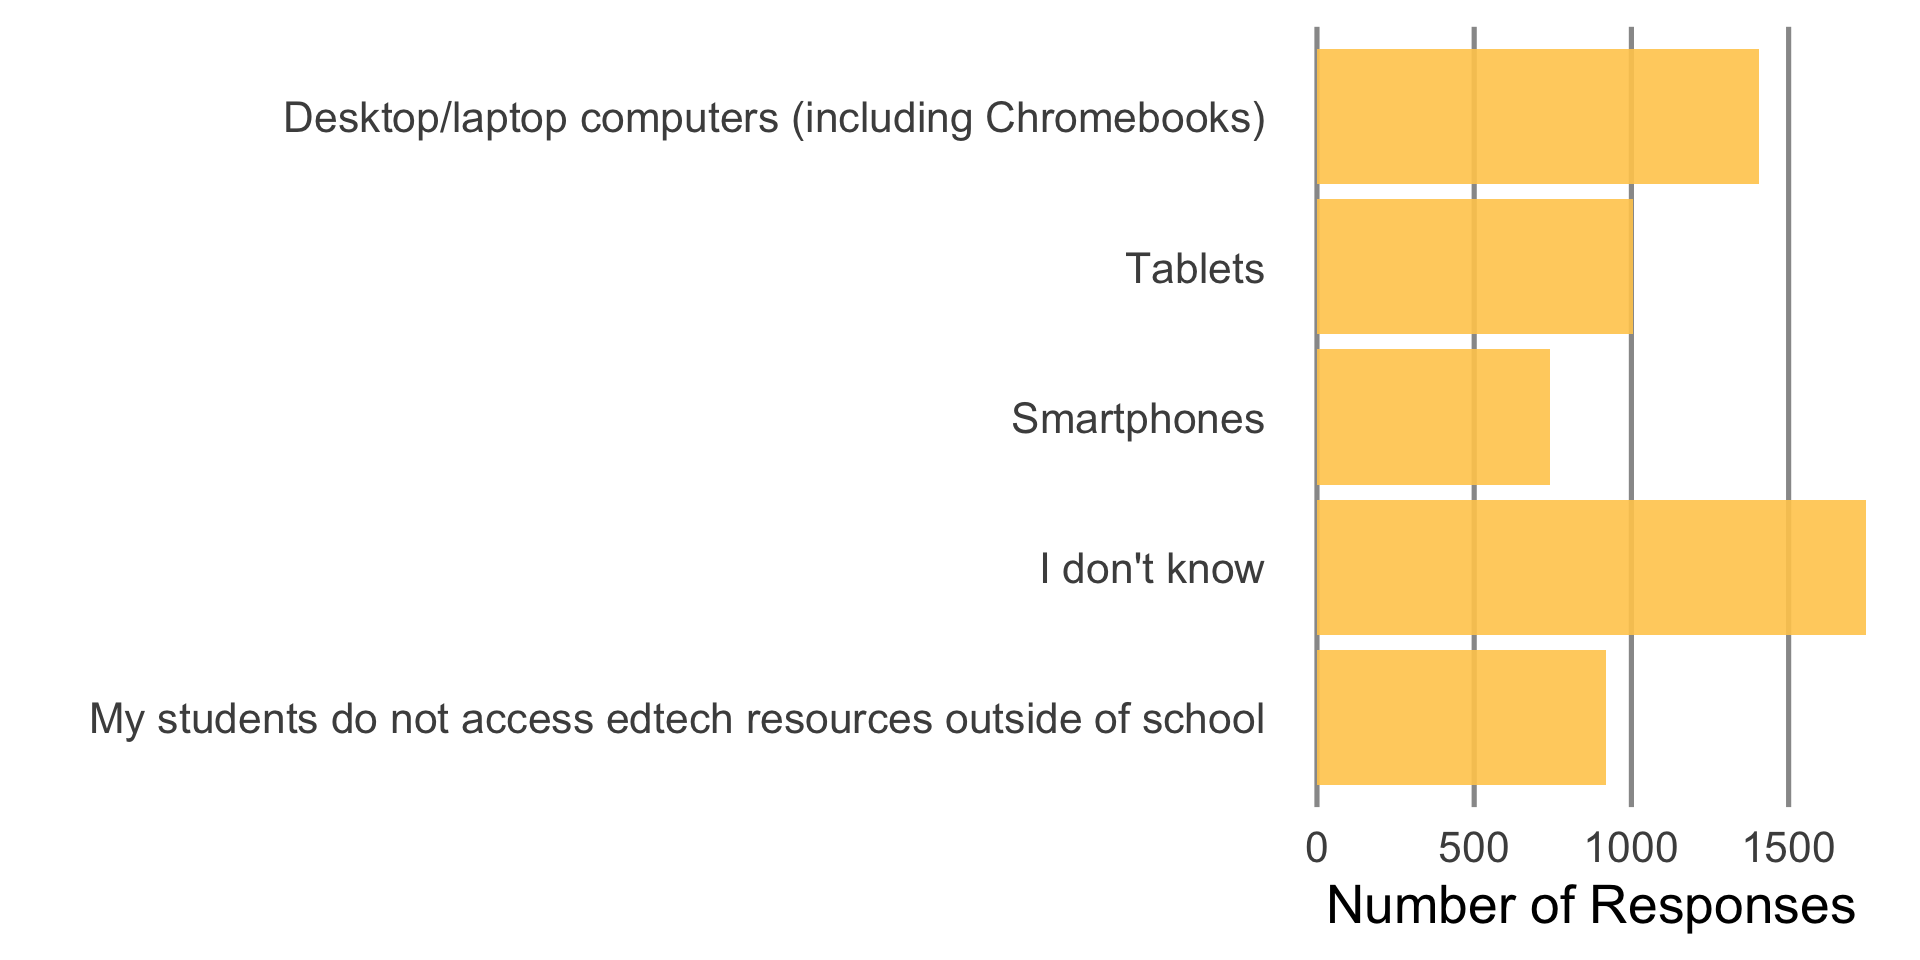 Desktop/laptop computers (including Chromebooks)
Tablets
Smartphones
I don't know
My students do not access edtech resources outside of school
0 500 1000 1500
Number of Responses